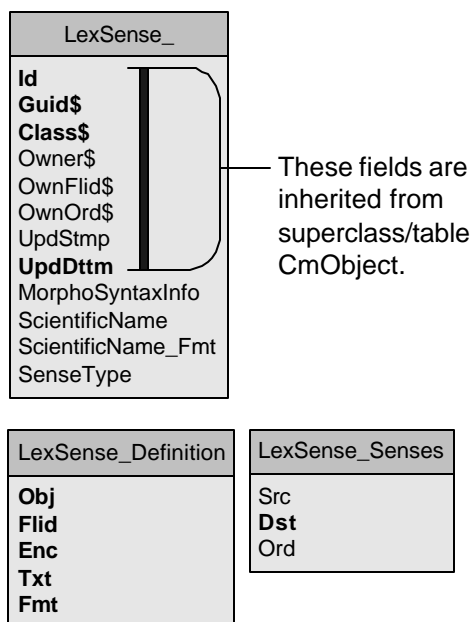 LexSense_
Id
Guid$
Class$
Owner$
OwnFlid$
OwnOrd$
UpdStmp
UpdDttm
MorphoSyntaxInfo
ScientificName
ScientificName_Fmt
SenseType
These fields are
inherited from
superclass/table
CmObject.
LexSense_Definition
Obj
Flid
Enc
Txt
Fmt
LexSense_Senses
Src
Dst
Ord